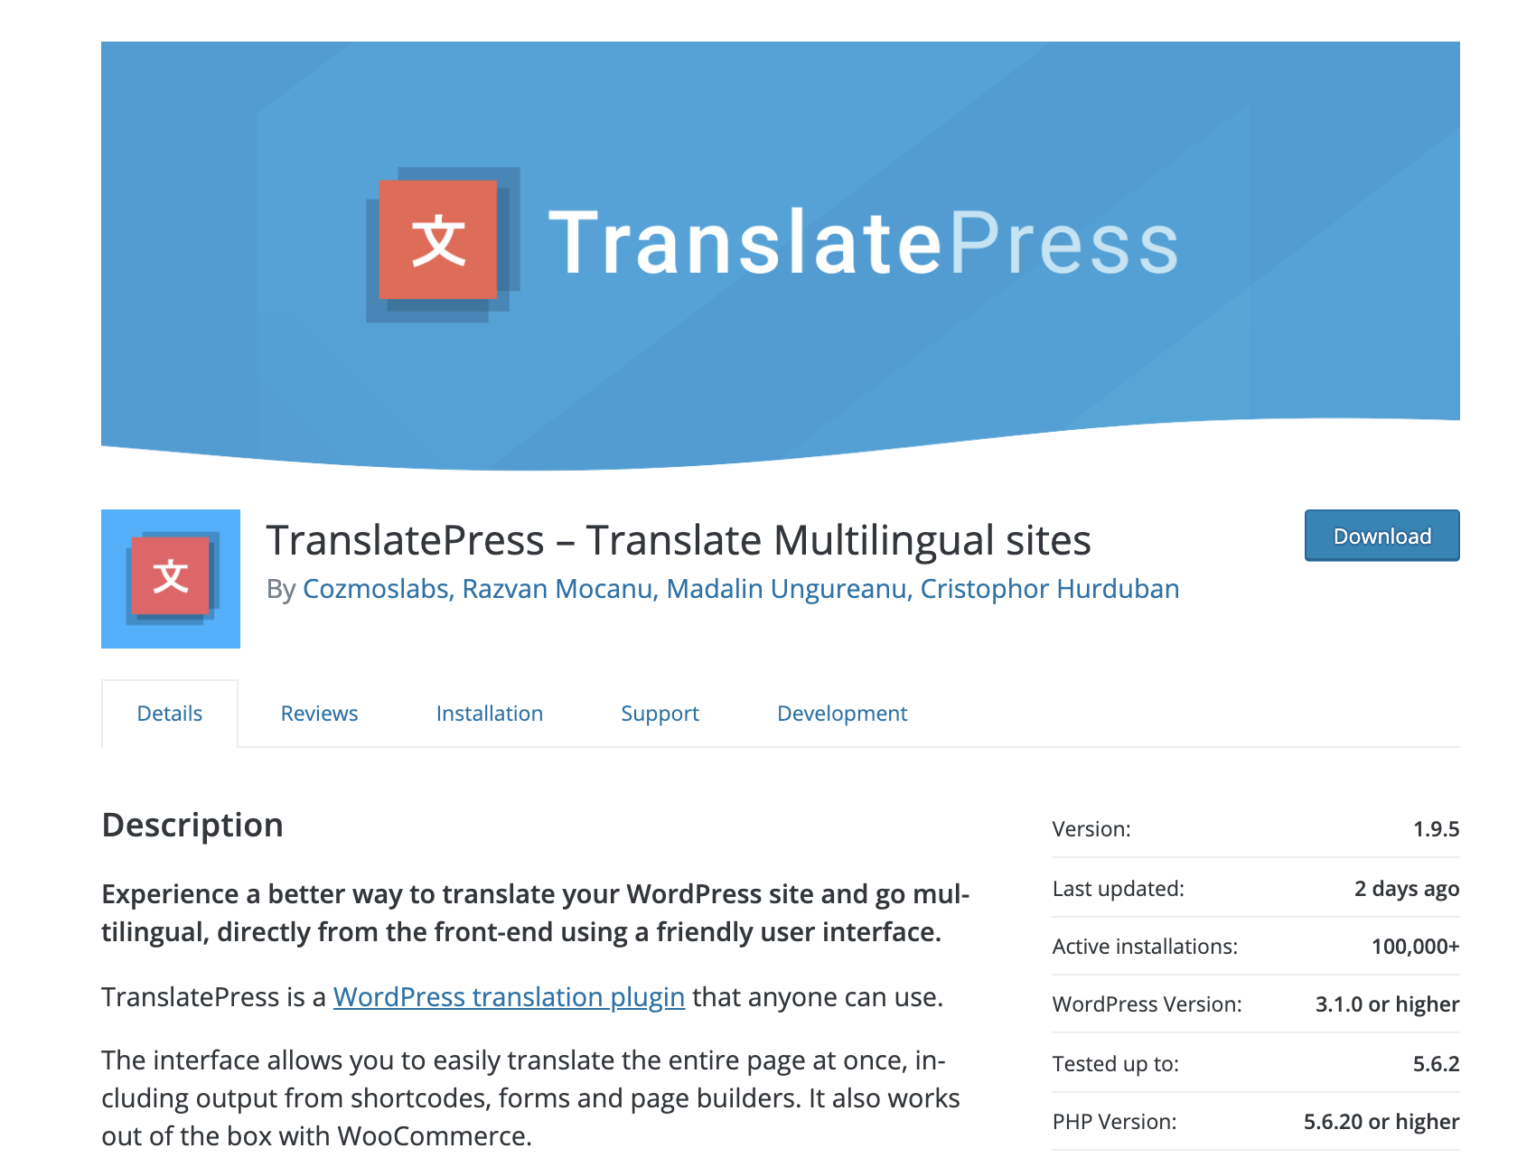 文 TranslatePress
文
TranslatePress – Translate Multilingual sites
Download
By Cozmoslabs, Razvan Mocanu, Madalin Ungureanu, Cristophor Hurduban
Details Reviews Installation Support Development
Description
Experience a better way to translate your WordPress site and go mul-
tilingual, directly from the front-end using a friendly user interface.
TranslatePress is a WordPress translation plugin that anyone can use.
The interface allows you to easily translate the entire page at once, in-
cluding output from shortcodes, forms and page builders. It also works
out of the box with WooCommerce.
Version: 1.9.5
Last updated: 2 days ago
Active installations: 100,000+
WordPress Version: 3.1.0 or higher
Tested up to: 5.6.2
PHP Version: 5.6.20 or higher